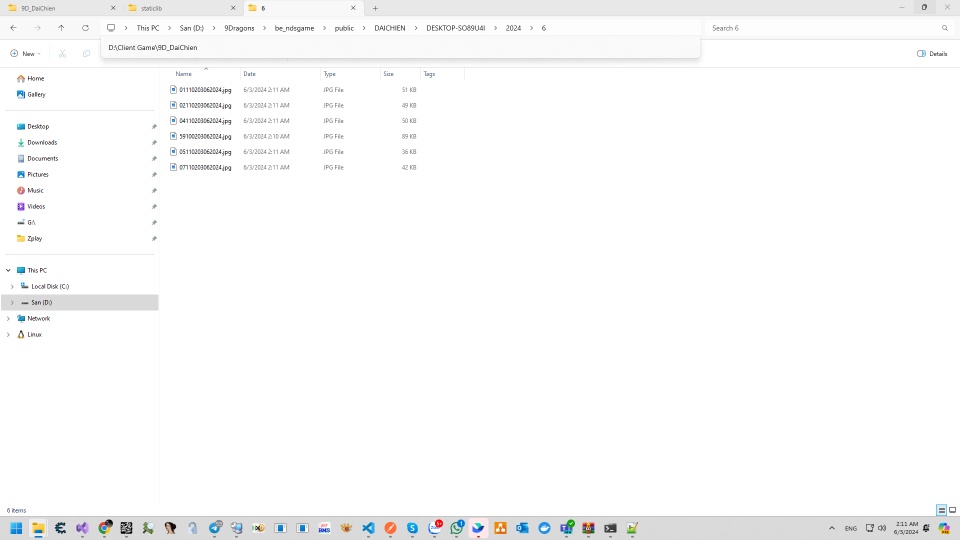 9D_DaiChien
staticlib
6
This PC > San (D:) > 9Dragons > be_ndsgame > public > DAICHIEN > DESKTOP-SO89U4I > 2024 > 6
Search 6
D:\Client Game\9D_DaiChien
New
Details
Name Date Type Size Tags
01110203062024.jpg 6/3/2024 2:11 AM JPG File 51 KB
02110203062024.jpg 6/3/2024 2:11 AM JPG File 49 KB
04110203062024.jpg 6/3/2024 2:11 AM JPG File 50 KB
59100203062024.jpg 6/3/2024 2:10 AM JPG File 89 KB
05110203062024.jpg 6/3/2024 2:11 AM JPG File 36 KB
07110203062024.jpg 6/3/2024 2:11 AM JPG File 42 KB
Home
Gallery
Desktop
Downloads
Documents
Pictures
Music
Videos
G:\
Zplay
This PC
Local Disk (C:)
San (D:)
Network
Linux
6 items
ENG
2:11 AM
6/3/2024